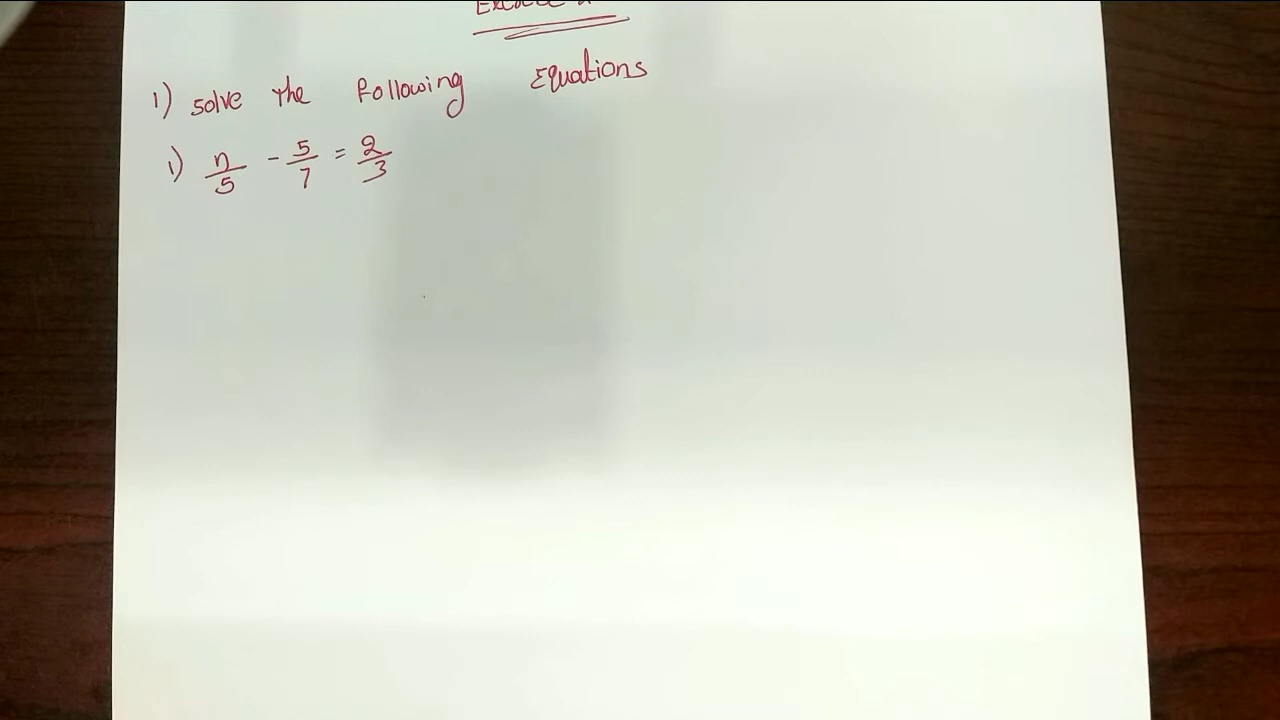 1) solve the following Equations
1) n/5 - 5/7 = 2/3